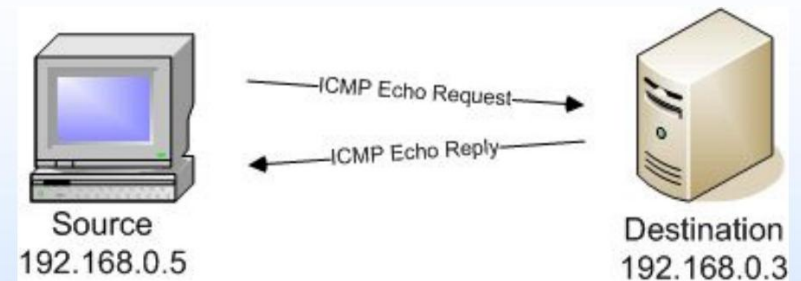 ICMP Echo Request
ICMP Echo Reply
Source
192.168.0.5
Destination
192.168.0.3